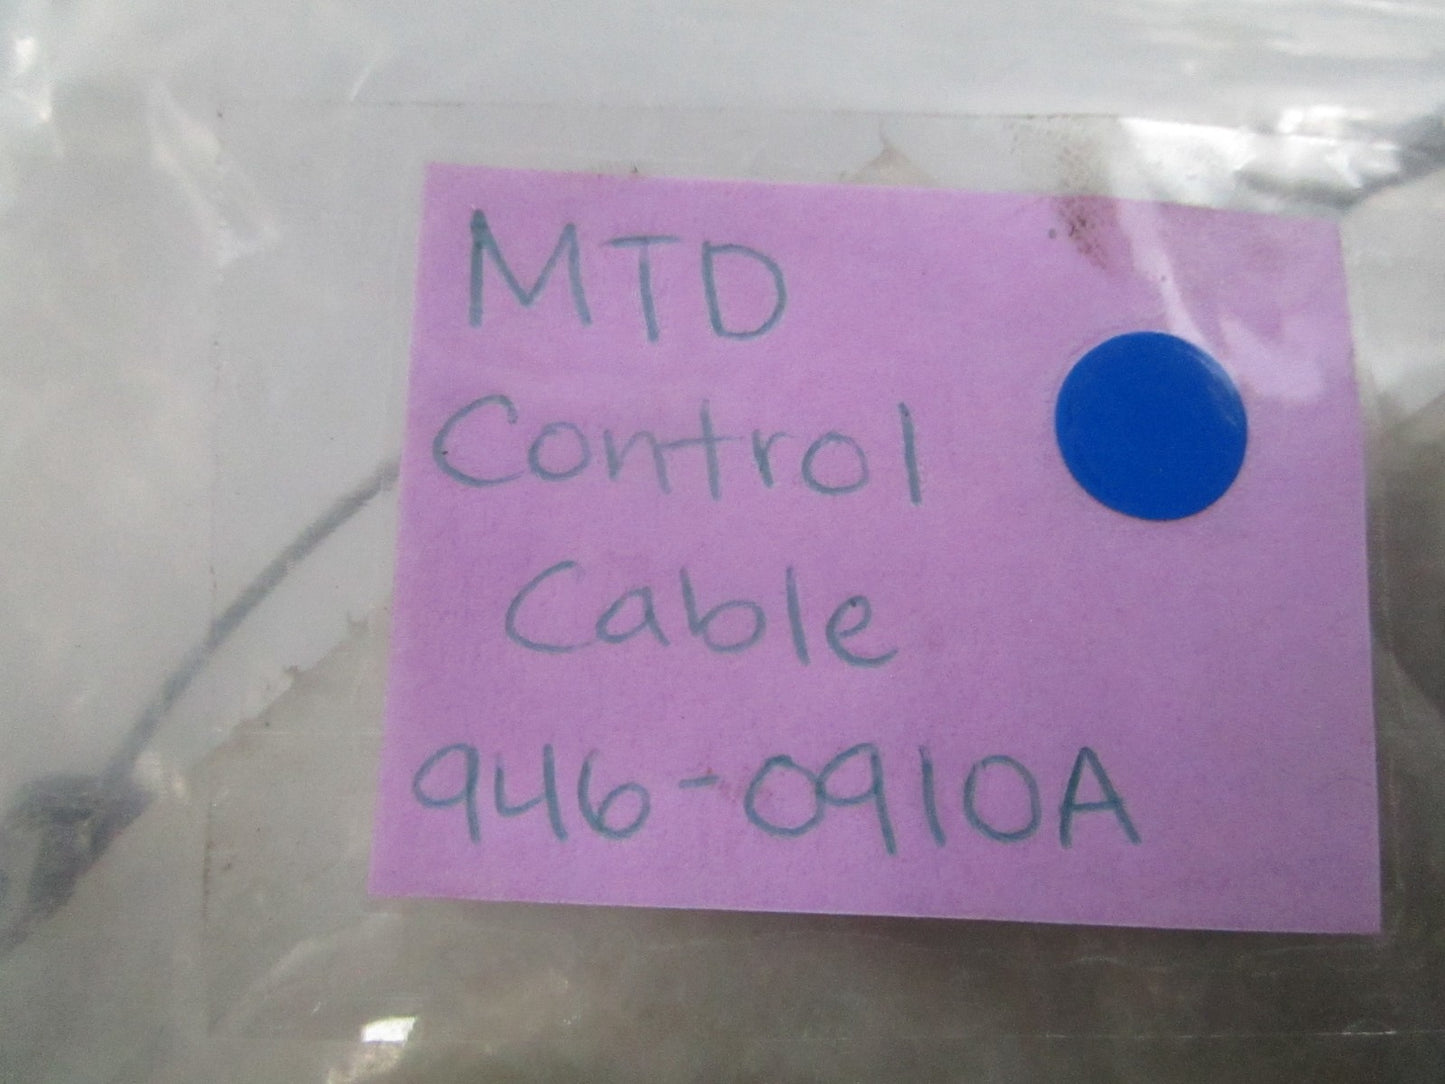 MTD
Control
Cable
946-0910A